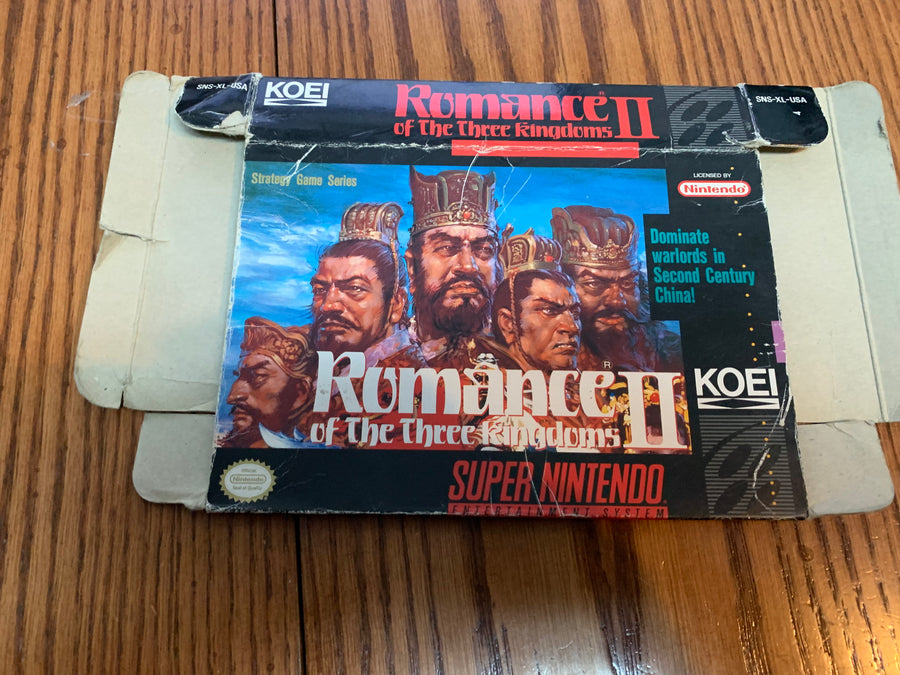 SNS-XL-USA
KOEI
Romance
of The Three Kingdoms II
SNS-XL-USA
Strategy Game Series
LICENSED BY
Nintendo®
Dominate
warlords in
Second Century
China!
Romance®
of The Three Kingdoms II
KOEI
Official
Nintendo
Seal of Quality
SUPER NINTENDO
ENTERTAINMENT SYSTEM